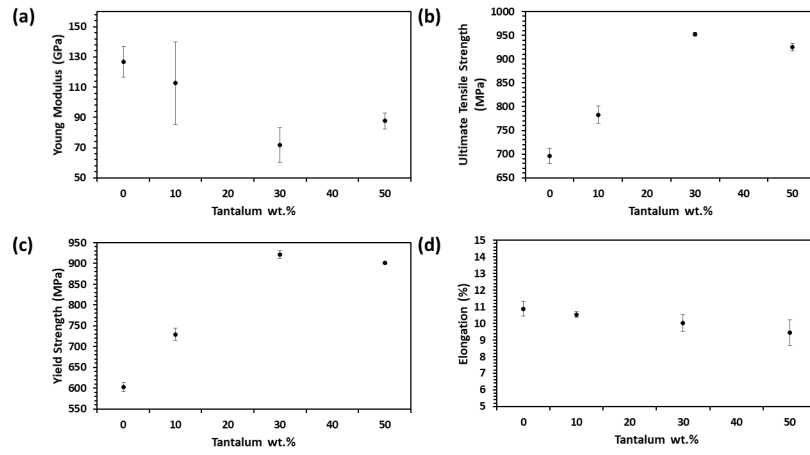 (a)
Young Modulus (GPa)
150
130
110
90
70
50
0 10 20 30 40 50
Tantalum wt.%
(b)
Ultimate Tensile Strength
(MPa)
1000
950
900
850
800
750
700
650
0 10 20 30 40 50
Tantalum wt.%
(c)
Yield Strength (MPa)
950
900
850
800
750
700
650
600
550
0 10 20 30 40 50
Tantalum wt.%
(d)
Elongation (%)
15
14
13
12
11
10
9
8
7
6
5
0 10 20 30 40 50
Tantalum wt.%